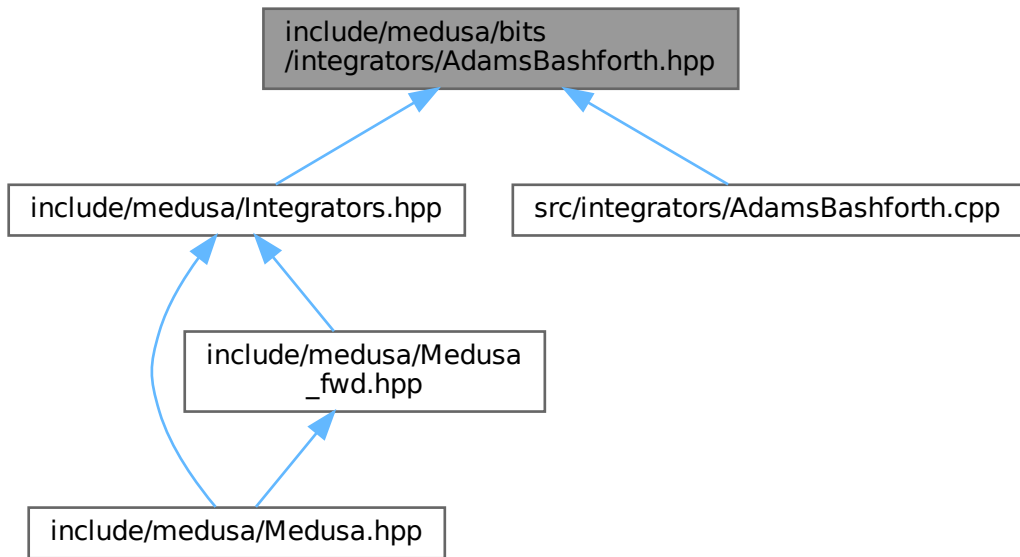 include/medusa/bits
/integrators/AdamsBashforth.hpp
include/medusa/Integrators.hpp
src/integrators/AdamsBashforth.cpp
include/medusa/Medusa
_fwd.hpp
include/medusa/Medusa.hpp